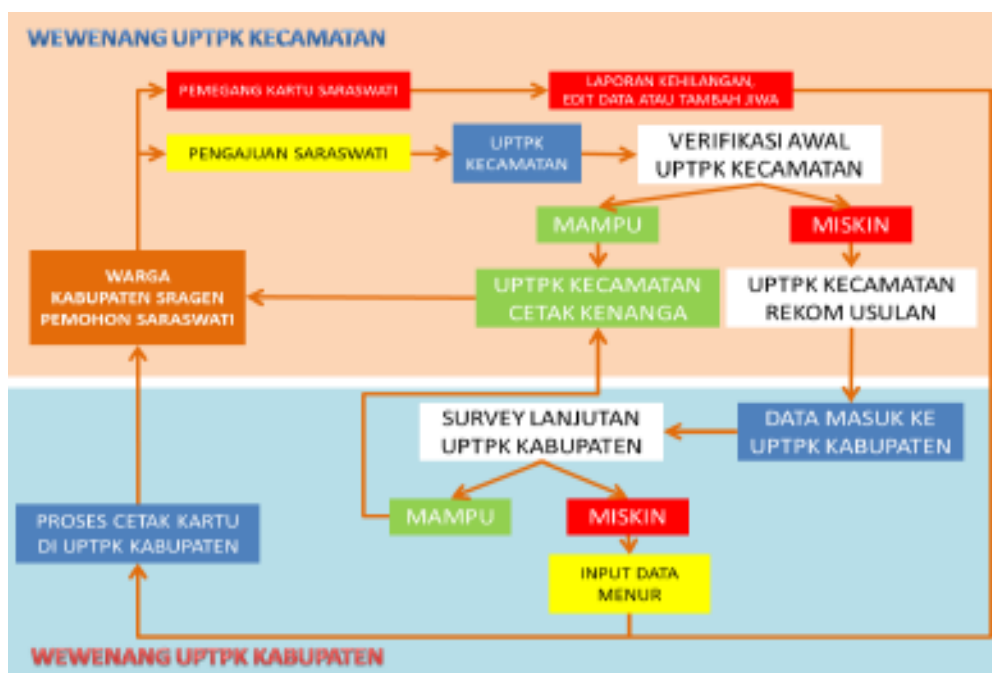 WEWENANG UPTPK KECAMATAN
PEMEGANG KARTU SARASWATI
LAPORAN KEHILANGAN,
EDIT DATA ATAU TAMBAH JIWA
PENGAJUAN SARASWATI
UPTPK
KECAMATAN
VERIFIKASI AWAL
UPTPK KECAMATAN
MAMPU
MISKIN
WARGA
KABUPATEN SRAGEN
PEMOHON SARASWATI
UPTPK KECAMATAN
CETAK KENANGA
UPTPK KECAMATAN
REKOM USULAN
SURVEY LANJUTAN
UPTPK KABUPATEN
DATA MASUK KE
UPTPK KABUPATEN
MAMPU
MISKIN
PROSES CETAK KARTU
DI UPTPK KABUPATEN
INPUT DATA
MENUR
WEWENANG UPTPK KABUPATEN